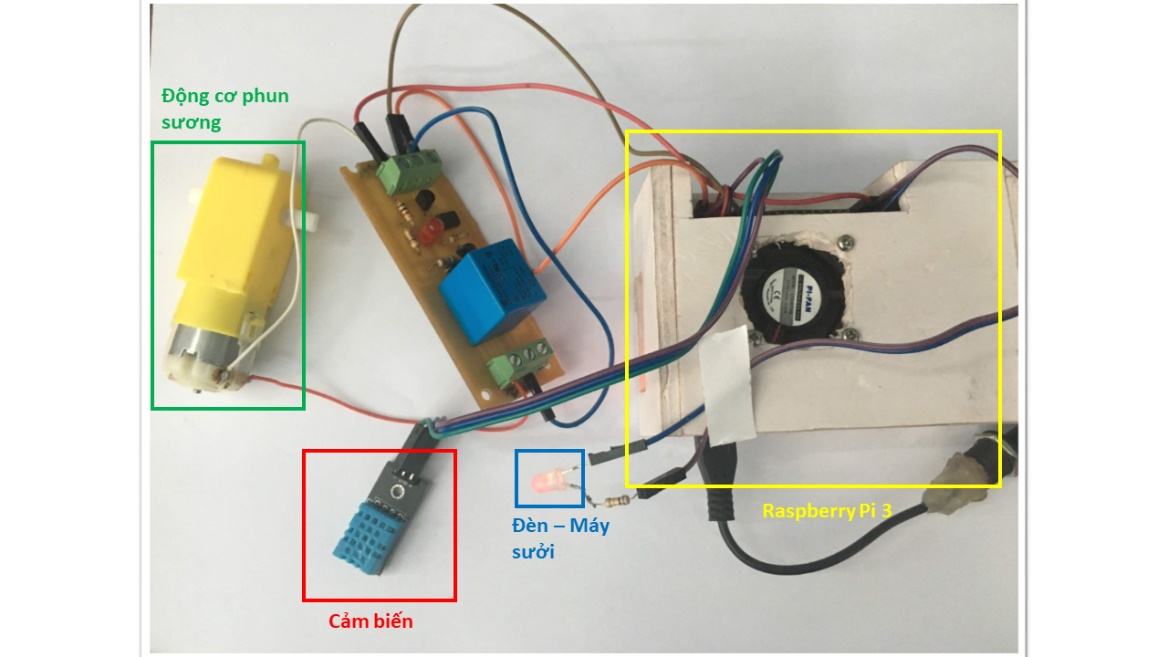 Động cơ phun
sương
PI-FAN
Raspberry Pi 3
Đèn – Máy
sưởi
Cảm biến